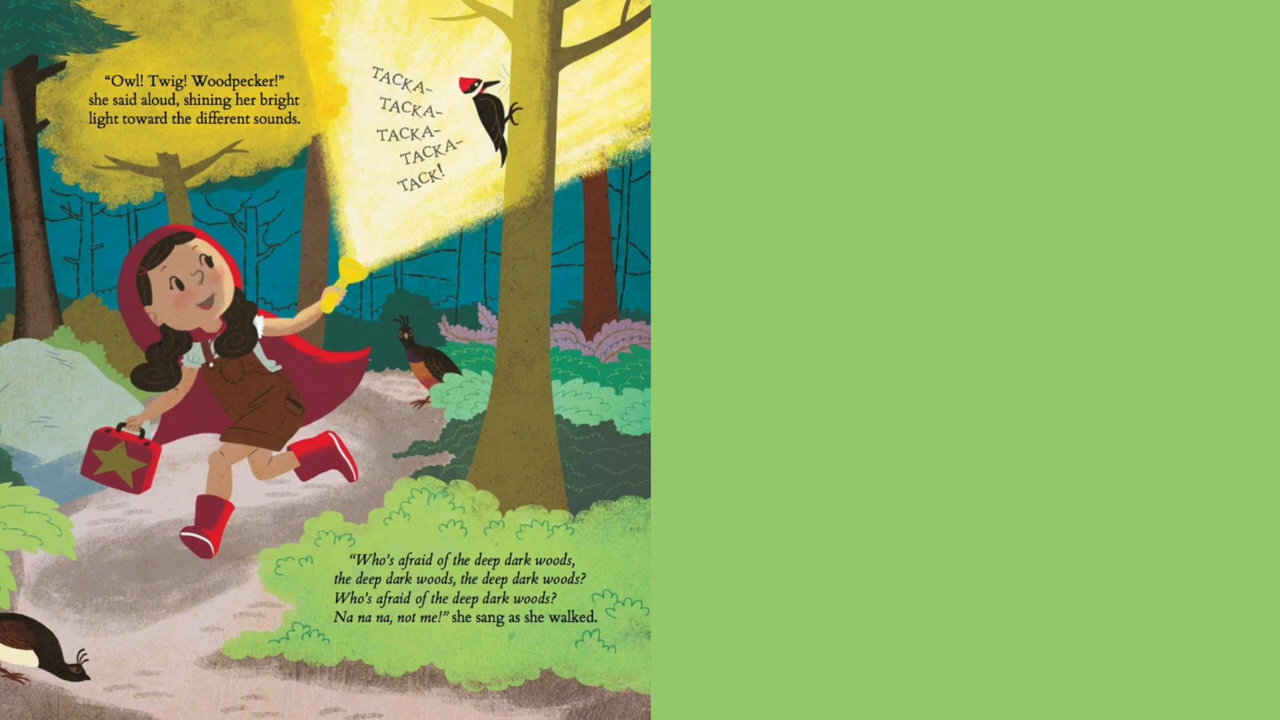 “Owl! Twig! Woodpecker!”
she said aloud, shining her bright
light toward the different sounds.
TACKA-
TACKA-
TACKA-
TACKA-
TACK!
“Who’s afraid of the deep dark woods,
the deep dark woods, the deep dark woods?
Who’s afraid of the deep dark woods?
Na na na, not me!” she sang as she walked.